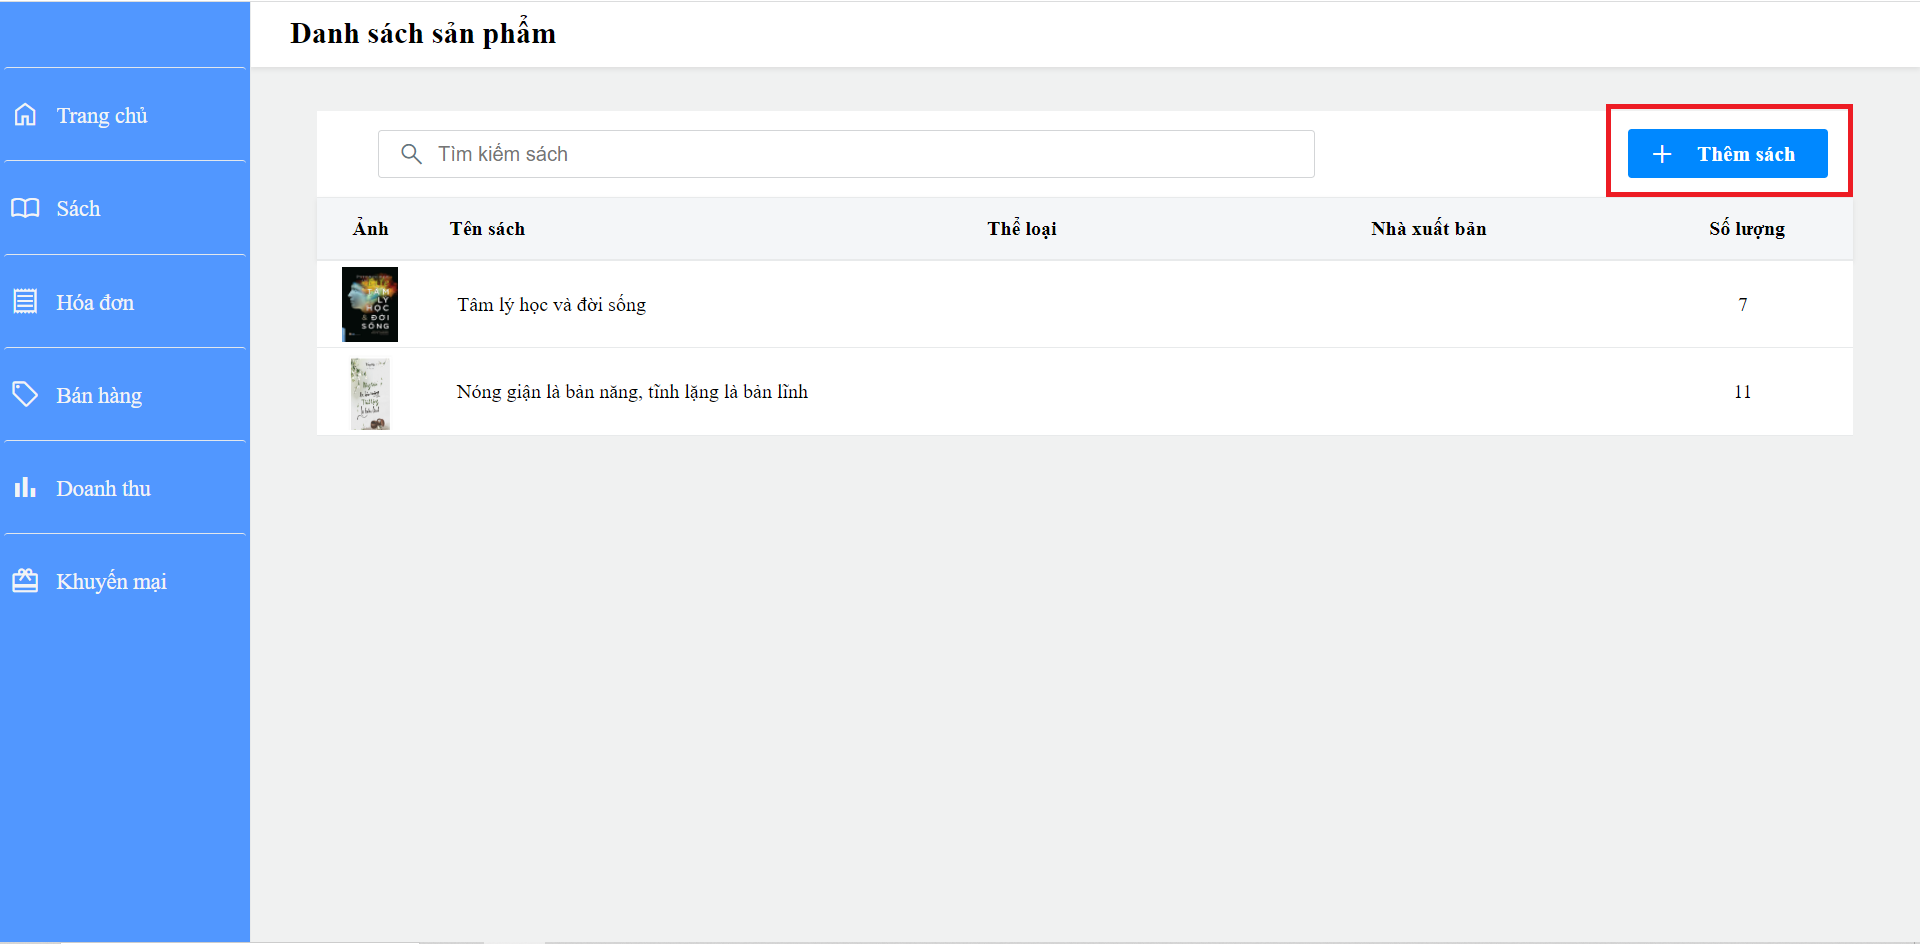 Danh sách sản phẩm
Trang chủ
Sách
Hóa đơn
Bán hàng
Doanh thu
Khuyến mại
Tìm kiếm sách
Thêm sách
Ảnh Tên sách Thể loại Nhà xuất bản Số lượng
TÂM
LÝ
HỌC
& ĐỜI
SỐNG
Tâm lý học và đời sống 7
Nóng giận là bản năng, tĩnh lặng là bản lĩnh 11